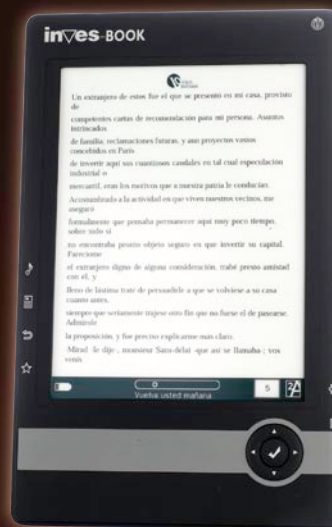 inves-BOOK
Un extranjero de estos fue el que se presentó en mi casa, provisto
de
competentes cartas de recomendación para mi persona. Asuntos
intrincados
de familia, reclamaciones futuras, y aun proyectos vastos
concebidos en París
de invertir aquí sus cuantiosos caudales en tal cual especulación
industrial o
mercantil, eran los motivos que a nuestra patria le conducían.
Acostumbrado a la actividad en que viven nuestros vecinos, me
aseguró
formalmente que pensaba permanecer aquí muy poco tiempo,
sobre todo si
no encontraba pronto objeto seguro en que invertir su capital.
Parecióme
el extranjero digno de alguna consideración, trabé presto amistad
con él, y
lleno de lástima traté de persuadirle a que se volviese a su casa
cuanto antes,
siempre que seriamente trajese otro fin que no fuese el de pasearse.
Admiróle
la proposición, y fue preciso explicarme más claro.
-Mirad -le dije-, monsieur Sans-délai -que así se llamaba-; vos
venís
Vuelva usted mañana
5